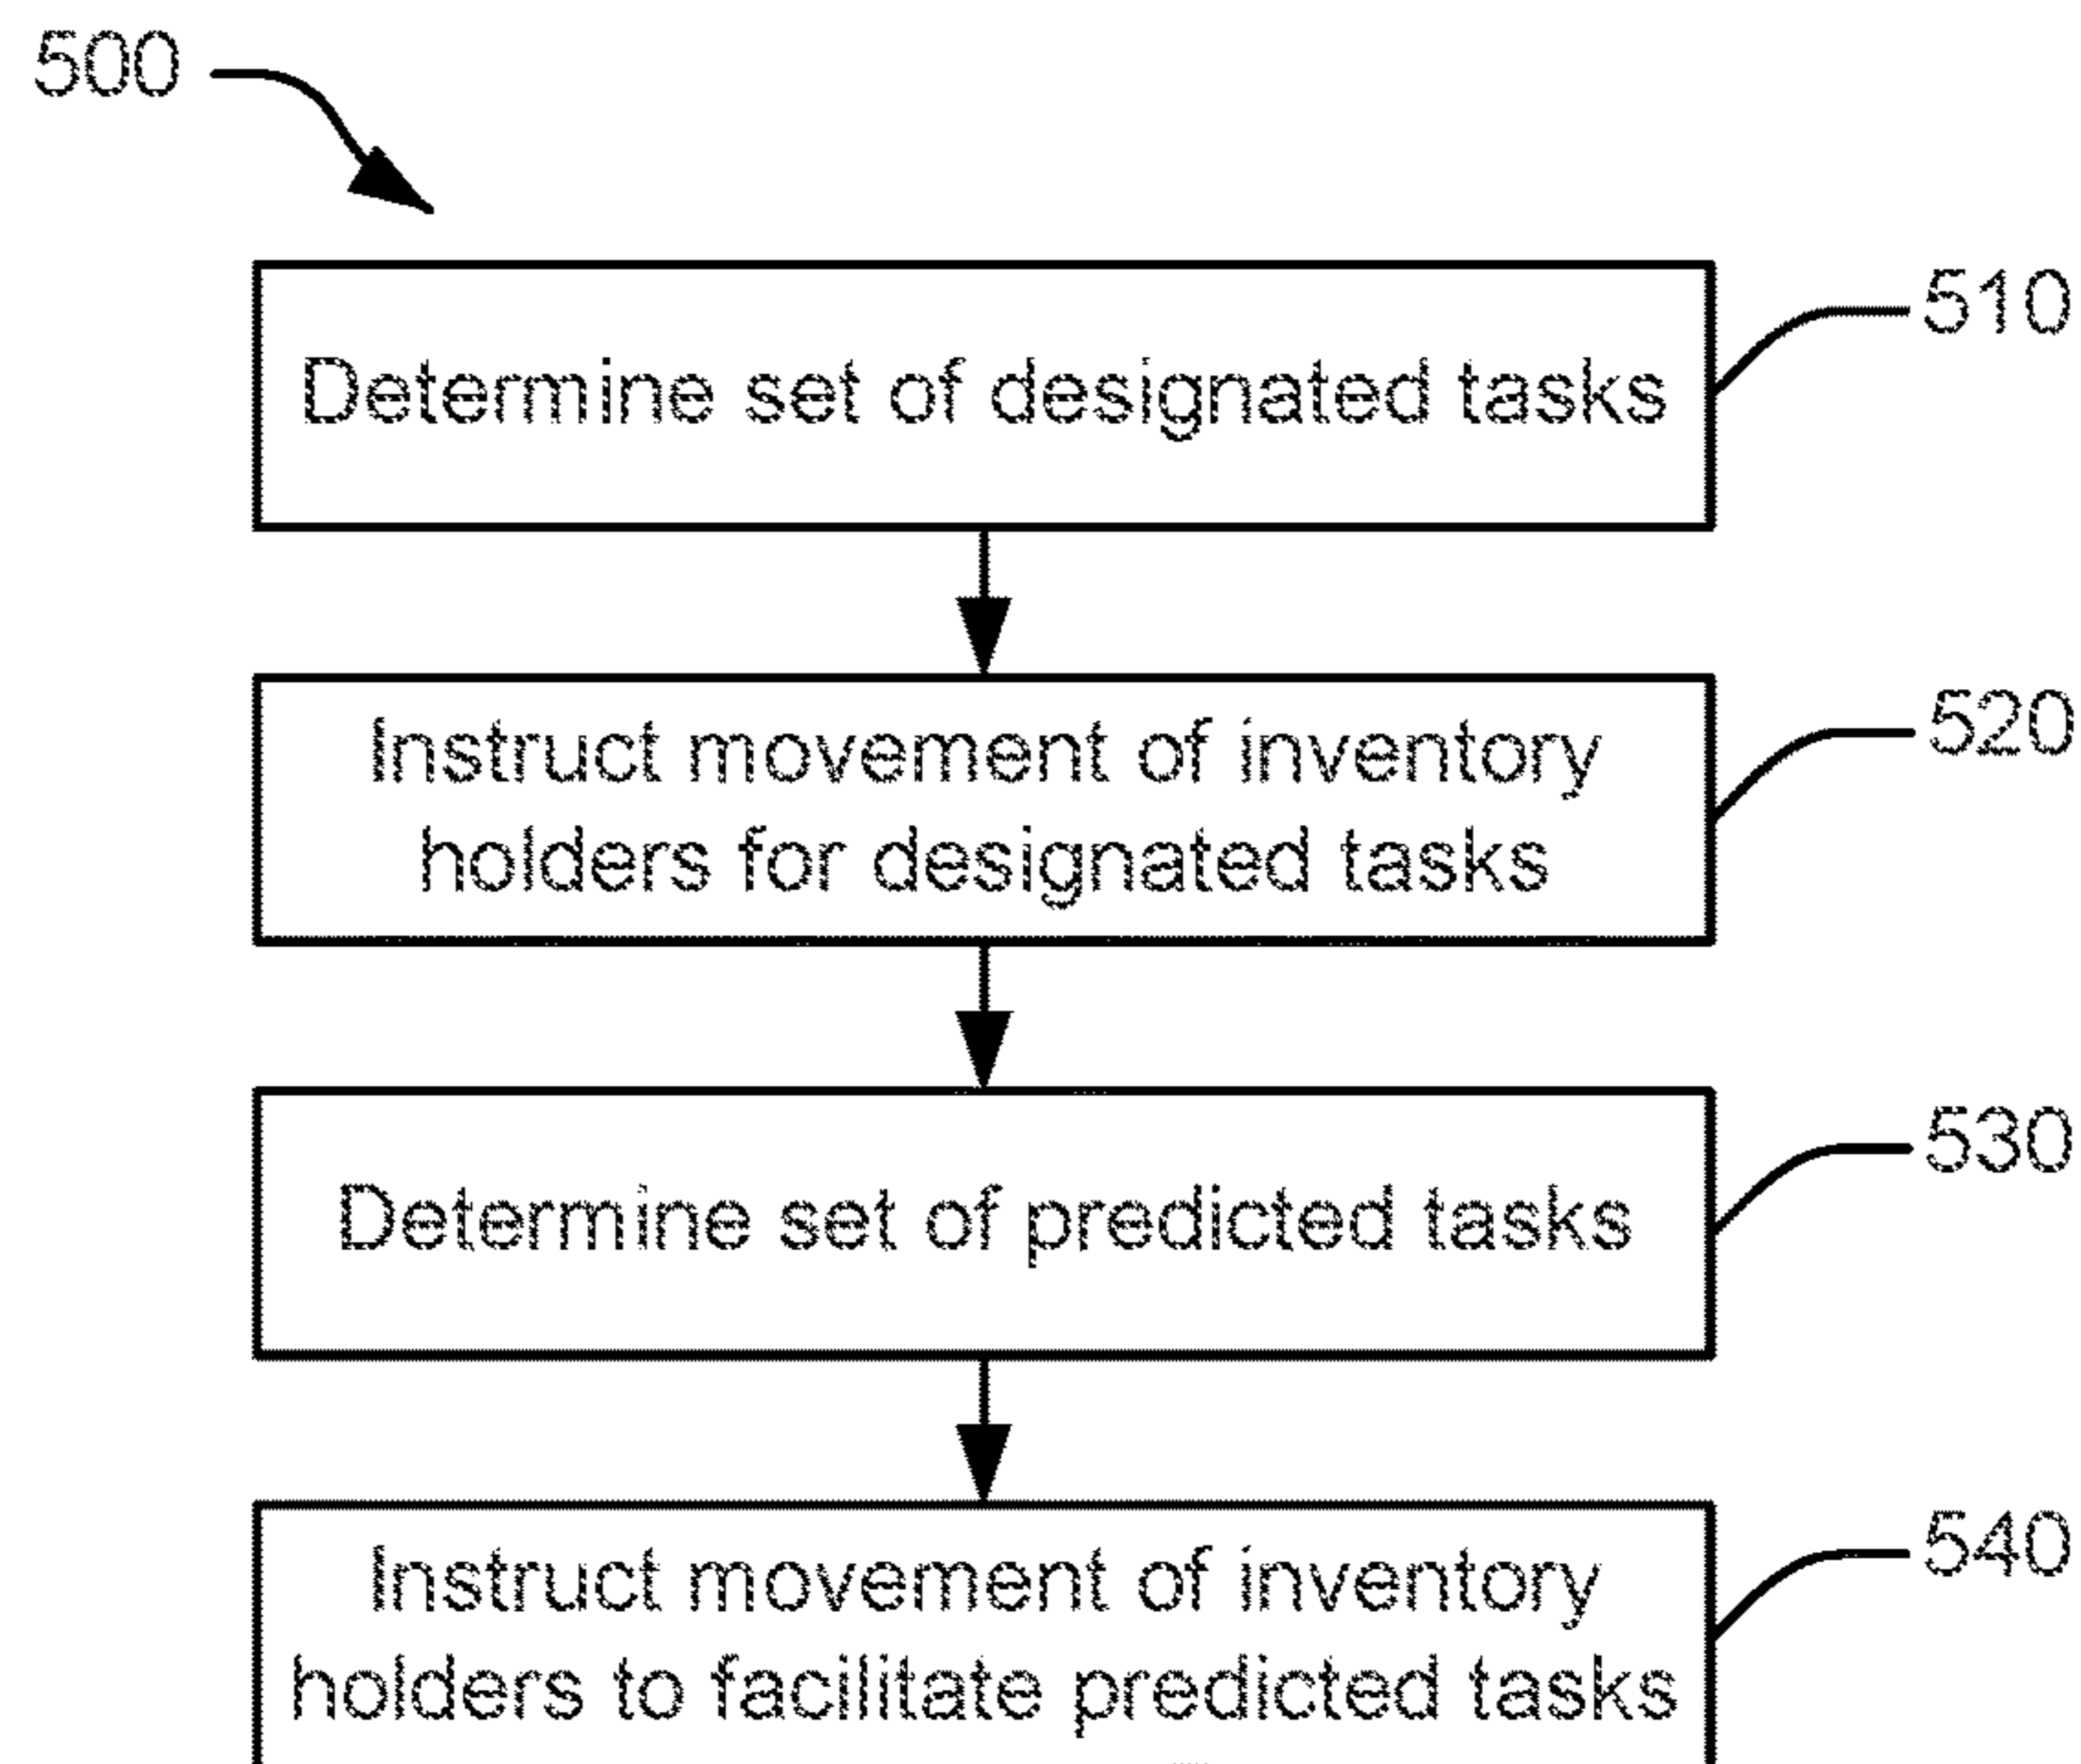 500
510
Determine set of designated tasks
520
Instruct movement of inventory
holders for designated tasks
530
Determine set of predicted tasks
540
Instruct movement of inventory
holders to facilitate predicted tasks